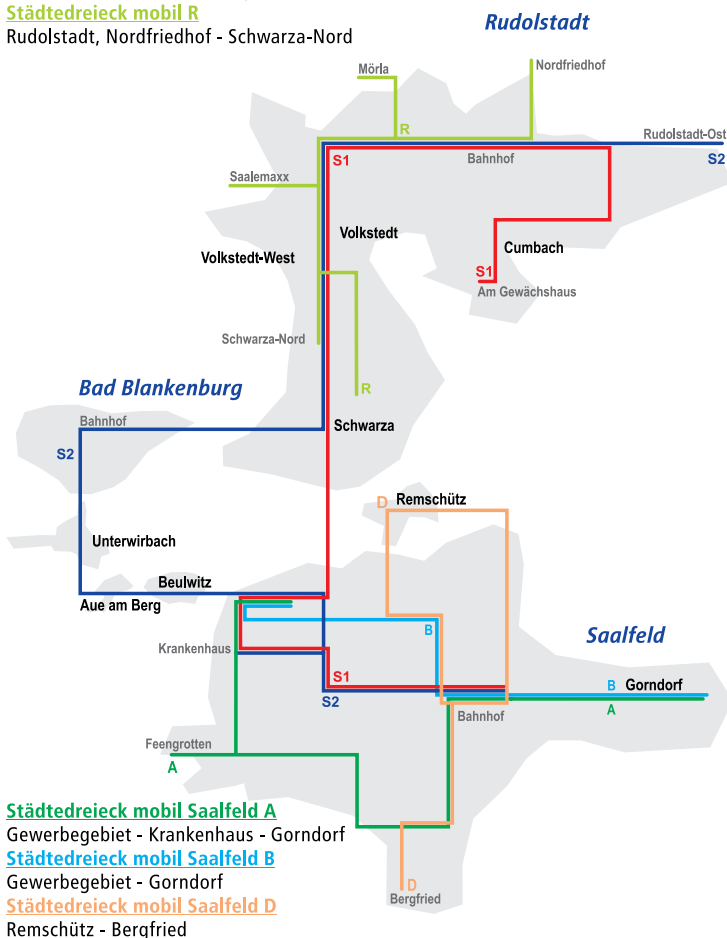 Städtedreieck mobil R
Rudolstadt, Nordfriedhof - Schwarza-Nord
Rudolstadt
Mörla
Nordfriedhof
R
Rudolstadt-Ost
S1
Bahnhof
S2
Saalemaxx
Volkstedt
Volkstedt-West
Cumbach
S1
Am Gewächshaus
Schwarza-Nord
Bad Blankenburg
R
Bahnhof
Schwarza
S2
D
Remschütz
Unterwirbach
Beulwitz
Aue am Berg
B
Saalfeld
Krankenhaus
S1
B
Gorndorf
S2
A
Bahnhof
Feengrotten
A
Städtedreieck mobil Saalfeld A
Gewerbegebiet - Krankenhaus - Gorndorf
Städtedreieck mobil Saalfeld B
Gewerbegebiet - Gorndorf
D
Bergfried
Städtedreieck mobil Saalfeld D
Remschütz - Bergfried